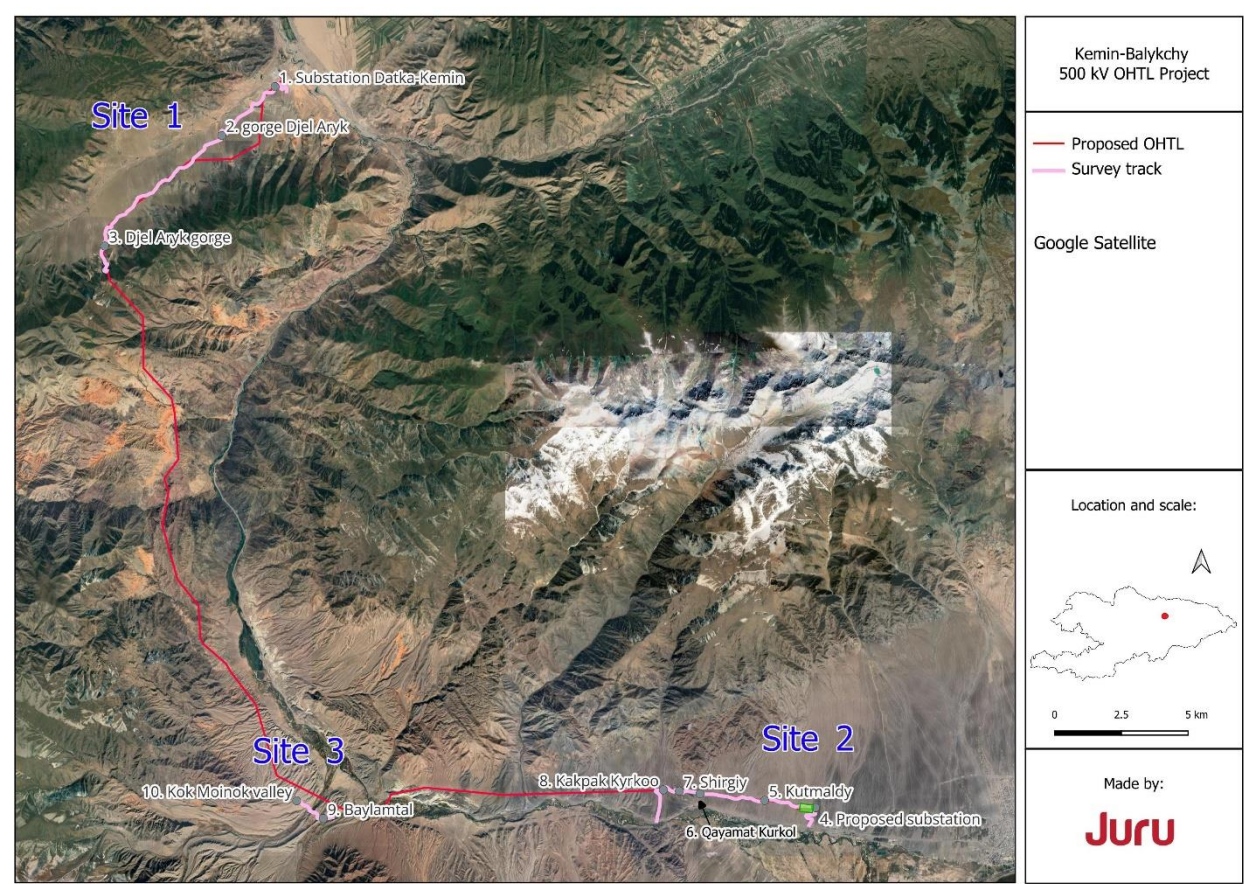 1. Substation Datka-Kemin
Site 1
2. gorge Djel Aryk
3. Djel Aryk gorge
Site 2
Site 3
8. Kakpak Kyrkoo
7. Shirgiy
5. Kutmaldy
10. Kok Moinok valley
9. Baylamtal
4. Proposed substation
6. Qayamat Kurkol
Kemin-Balykchy
500 kV OHTL Project
Proposed OHTL
Survey track
Google Satellite
Location and scale:
0 2.5 5 km
Made by:
Juru